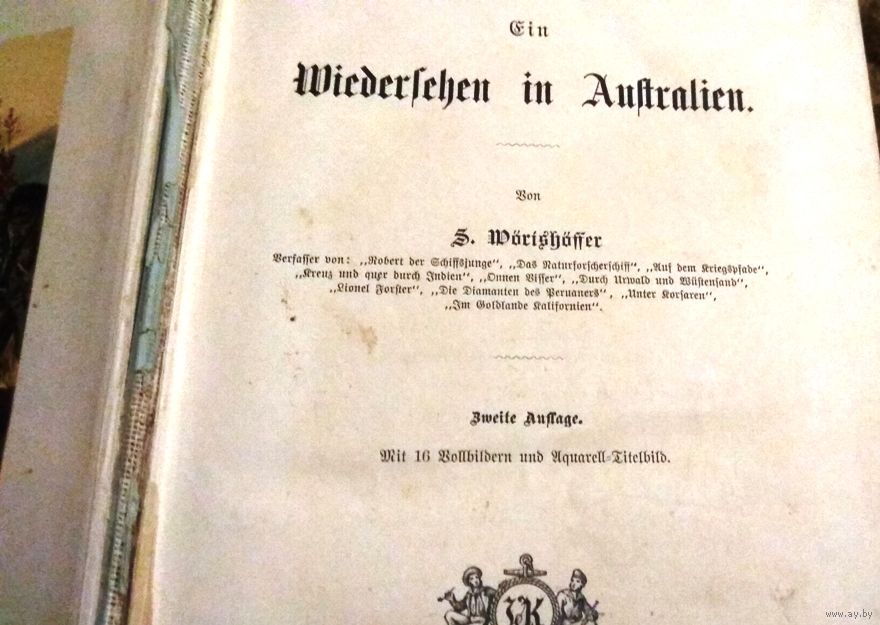 Ein
Wiedersehen in Australien.
Von
S. Wörishöffer
Verfasser von: „Robert der Schiffsjunge“, „Das Naturforscherschiff“, „Auf dem Kriegspfade“,
„Kreuz und quer durch Indien“, „Onnen Visser“, „Durch Urwald und Wüstensand“,
„Lionel Forster“, „Die Diamanten des Peruaners“, „Unter Korsaren“,
„Im Goldlande Kalifornien“.
Zweite Auflage.
Mit 16 Vollbildern und Aquarell-Titelbild.
VK
www.ay.by